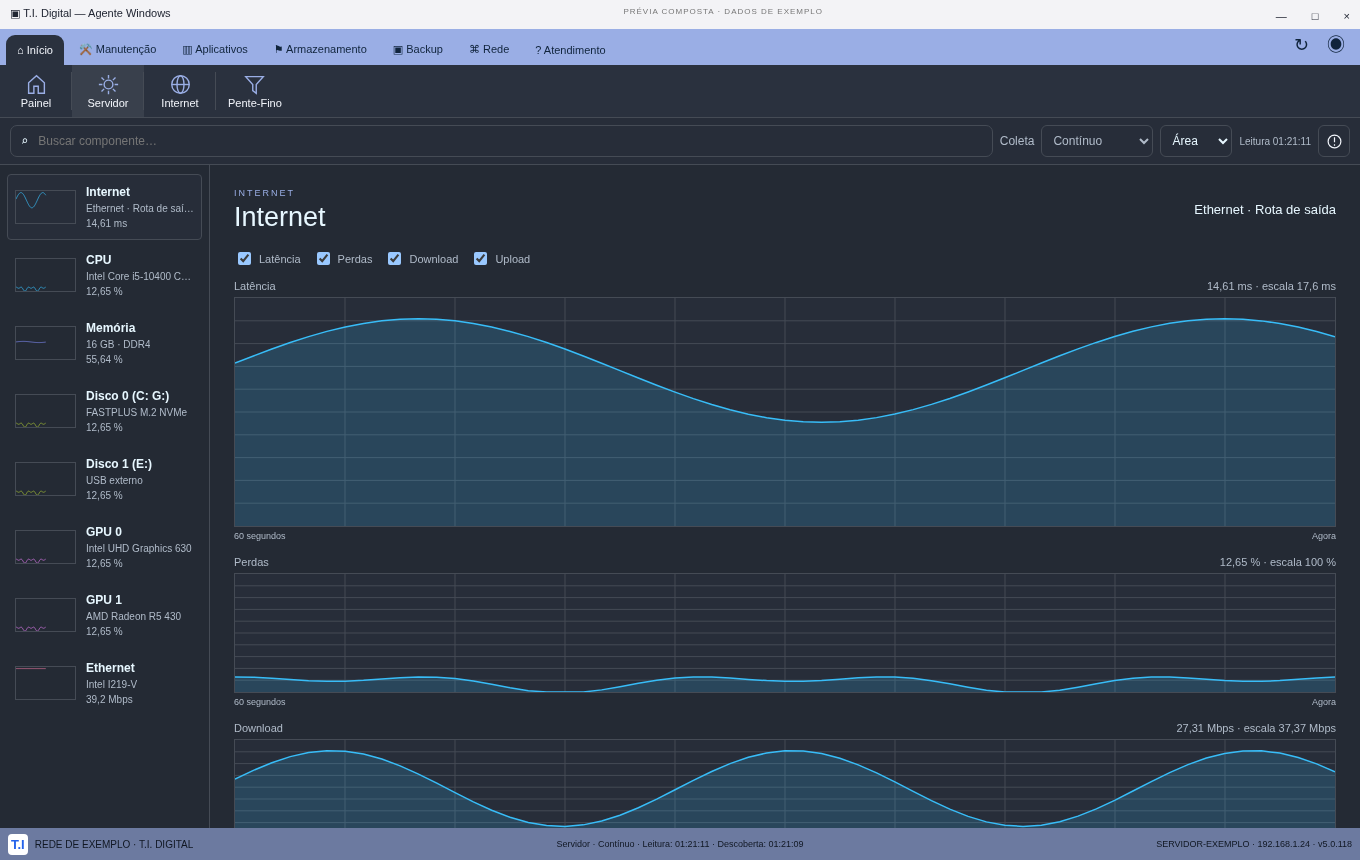 T.I. Digital — Agente Windows
PRÉVIA COMPOSTA · DADOS DE EXEMPLO
Início
Manutenção
Aplicativos
Armazenamento
Backup
Rede
? Atendimento
Painel
Servidor
Internet
Pente-Fino
Buscar componente…
Coleta
Contínuo
Área
Leitura 01:21:11
Internet
Ethernet · Rota de saí…
14,61 ms
CPU
Intel Core i5-10400 C…
12,65 %
Memória
16 GB · DDR4
55,64 %
Disco 0 (C: G:)
FASTPLUS M.2 NVMe
12,65 %
Disco 1 (E:)
USB externo
12,65 %
GPU 0
Intel UHD Graphics 630
12,65 %
GPU 1
AMD Radeon R5 430
12,65 %
Ethernet
Intel I219-V
39,2 Mbps
INTERNET
Internet
Ethernet · Rota de saída
Latência
Perdas
Download
Upload
Latência
14,61 ms · escala 17,6 ms
60 segundos
Agora
Perdas
12,65 % · escala 100 %
60 segundos
Agora
Download
27,31 Mbps · escala 37,37 Mbps
T.I
REDE DE EXEMPLO · T.I. DIGITAL
Servidor · Contínuo · Leitura: 01:21:11 · Descoberta: 01:21:09
SERVIDOR-EXEMPLO · 192.168.1.24 · v5.0.118